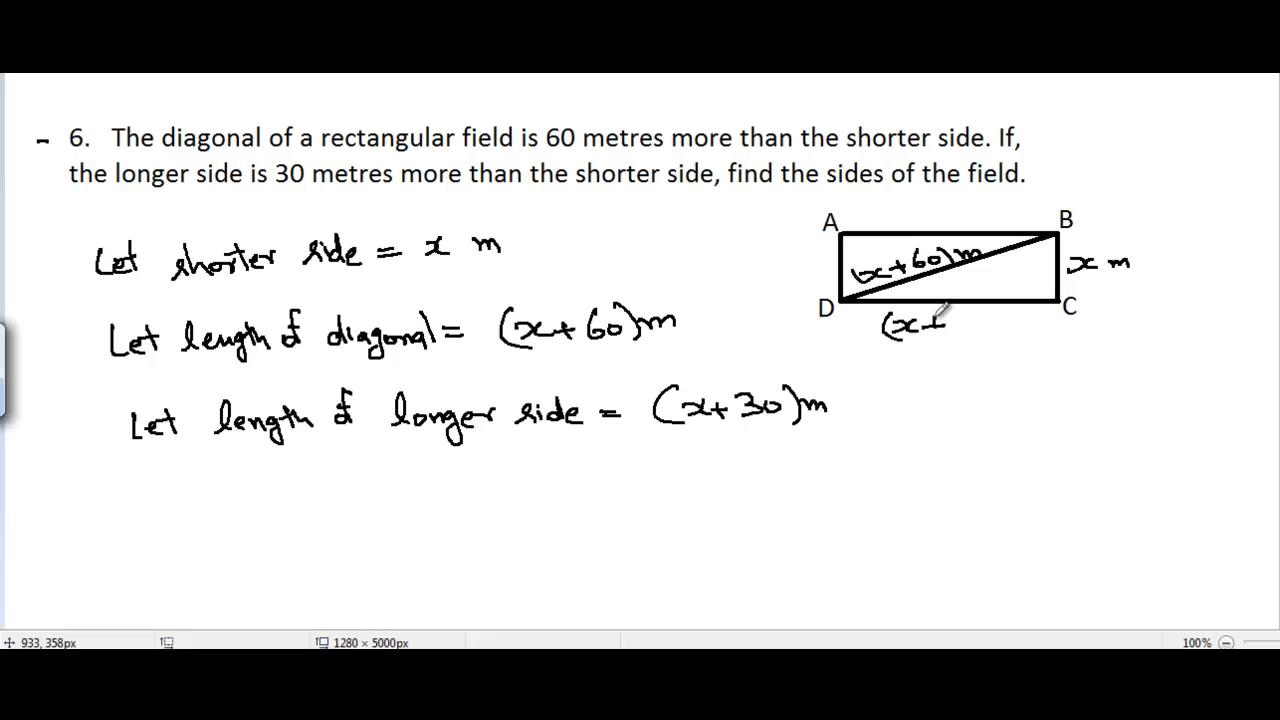 - 6. The diagonal of a rectangular field is 60 metres more than the shorter side. If,
the longer side is 30 metres more than the shorter side, find the sides of the field.
Let shorter side = x m
Let length of diagonal = (x+60)m
Let length of longer side = (x+30)m
A B
(x+60)m x m
D C
(x+
933, 358px 1280 × 5000px 100%